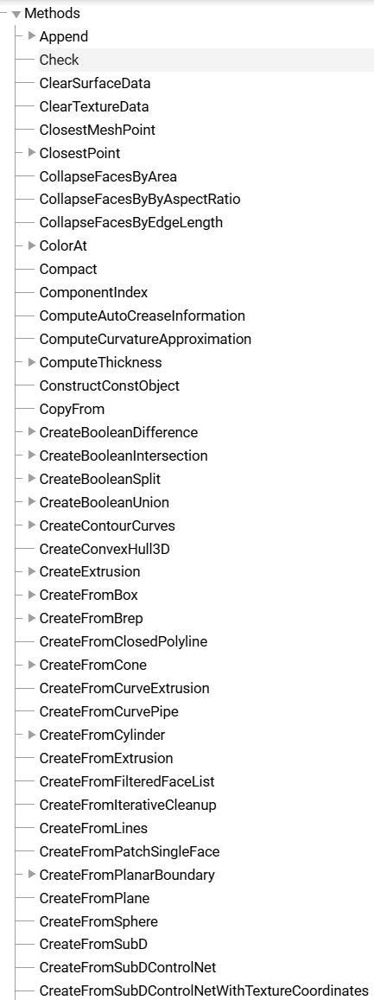 Methods
Append
Check
ClearSurfaceData
ClearTextureData
ClosestMeshPoint
ClosestPoint
CollapseFacesByArea
CollapseFacesByByAspectRatio
CollapseFacesByEdgeLength
ColorAt
Compact
ComponentIndex
ComputeAutoCreaseInformation
ComputeCurvatureApproximation
ComputeThickness
ConstructConstObject
CopyFrom
CreateBooleanDifference
CreateBooleanIntersection
CreateBooleanSplit
CreateBooleanUnion
CreateContourCurves
CreateConvexHull3D
CreateExtrusion
CreateFromBox
CreateFromBrep
CreateFromClosedPolyline
CreateFromCone
CreateFromCurveExtrusion
CreateFromCurvePipe
CreateFromCylinder
CreateFromExtrusion
CreateFromFilteredFaceList
CreateFromIterativeCleanup
CreateFromLines
CreateFromPatchSingleFace
CreateFromPlanarBoundary
CreateFromPlane
CreateFromSphere
CreateFromSubD
CreateFromSubDControlNet
CreateFromSubDControlNetWithTextureCoordinates